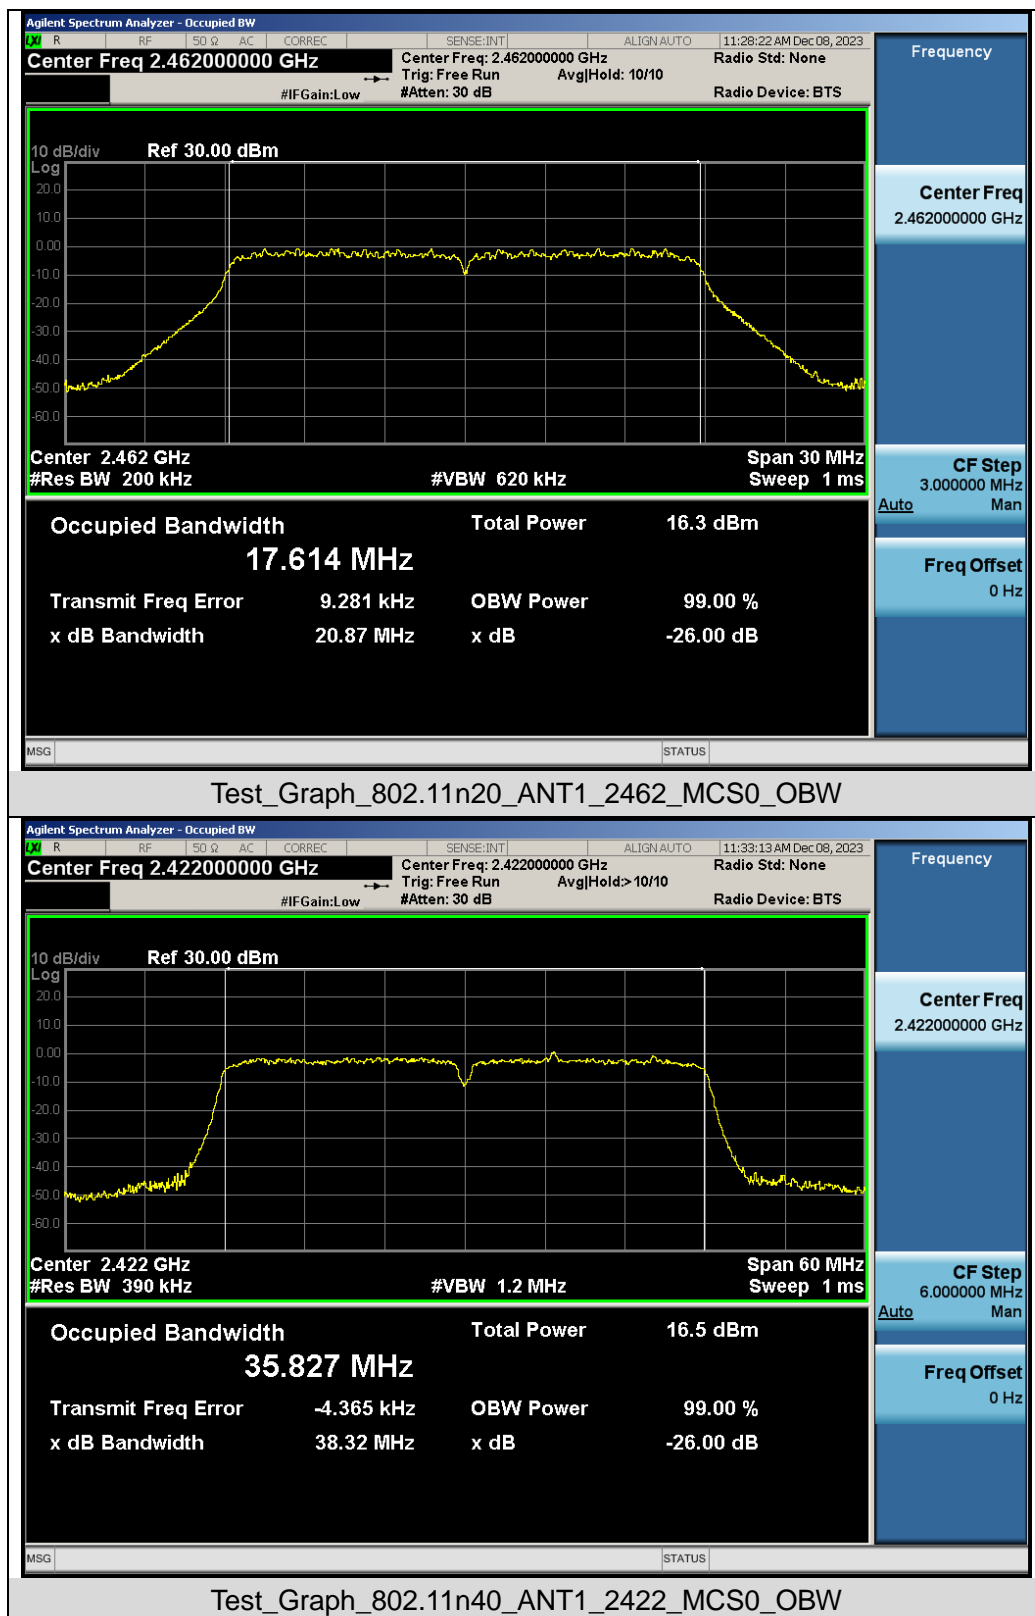 Agilent Spectrum Analyzer - Occupied BW
LXI R RF 50 Ω AC CORREC SENSE:INT ALIGN AUTO 11:28:22 AM Dec 08, 2023
Center Freq 2.462000000 GHz
Center Freq: 2.462000000 GHz
Radio Std: None
Trig: Free Run Avg|Hold: 10/10
#IFGain:Low
#Atten: 30 dB
Radio Device: BTS
Frequency
10 dB/div Ref 30.00 dBm
Log
20.0
10.0
0.00
-10.0
-20.0
-30.0
-40.0
-50.0
-60.0
Center Freq
2.462000000 GHz
Center 2.462 GHz Span 30 MHz
#Res BW 200 kHz #VBW 620 kHz Sweep 1 ms
CF Step
3.000000 MHz
Auto Man
Occupied Bandwidth Total Power 16.3 dBm
17.614 MHz
Transmit Freq Error 9.281 kHz OBW Power 99.00 %
x dB Bandwidth 20.87 MHz x dB -26.00 dB
Freq Offset
0 Hz
MSG STATUS
Test_Graph_802.11n20_ANT1_2462_MCS0_OBW
Agilent Spectrum Analyzer - Occupied BW
LXI R RF 50 Ω AC CORREC SENSE:INT ALIGN AUTO 11:33:13 AM Dec 08, 2023
Center Freq 2.422000000 GHz
Center Freq: 2.422000000 GHz
Radio Std: None
Trig: Free Run Avg|Hold:>10/10
#IFGain:Low
#Atten: 30 dB
Radio Device: BTS
Frequency
10 dB/div Ref 30.00 dBm
Log
20.0
10.0
0.00
-10.0
-20.0
-30.0
-40.0
-50.0
-60.0
Center Freq
2.422000000 GHz
Center 2.422 GHz Span 60 MHz
#Res BW 390 kHz #VBW 1.2 MHz Sweep 1 ms
CF Step
6.000000 MHz
Auto Man
Occupied Bandwidth Total Power 16.5 dBm
35.827 MHz
Transmit Freq Error -4.365 kHz OBW Power 99.00 %
x dB Bandwidth 38.32 MHz x dB -26.00 dB
Freq Offset
0 Hz
MSG STATUS
Test_Graph_802.11n40_ANT1_2422_MCS0_OBW